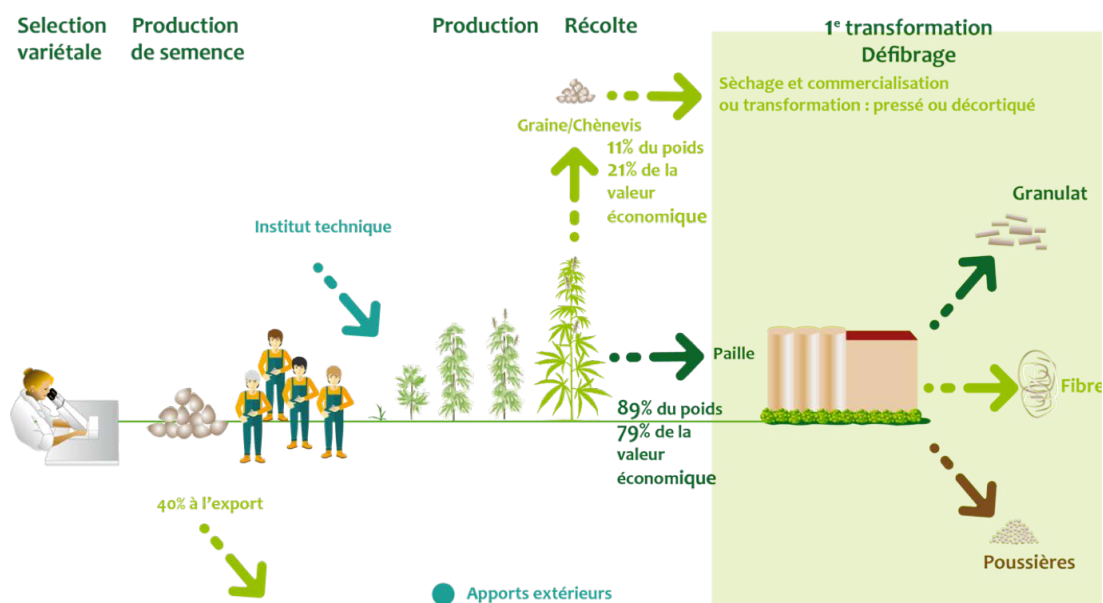 Selection
variétale
Production
de semence
Production
Récolte
1e transformation
Défibrage
Sèchage et commercialisation
ou transformation : pressé ou décortiqué
Graine/Chènevis
11% du poids
21% de la
valeur
économique
Institut technique
Granulat
Paille
Fibre
89% du poids
79% de la
valeur
économique
40% à l'export
Poussières
Apports extérieurs